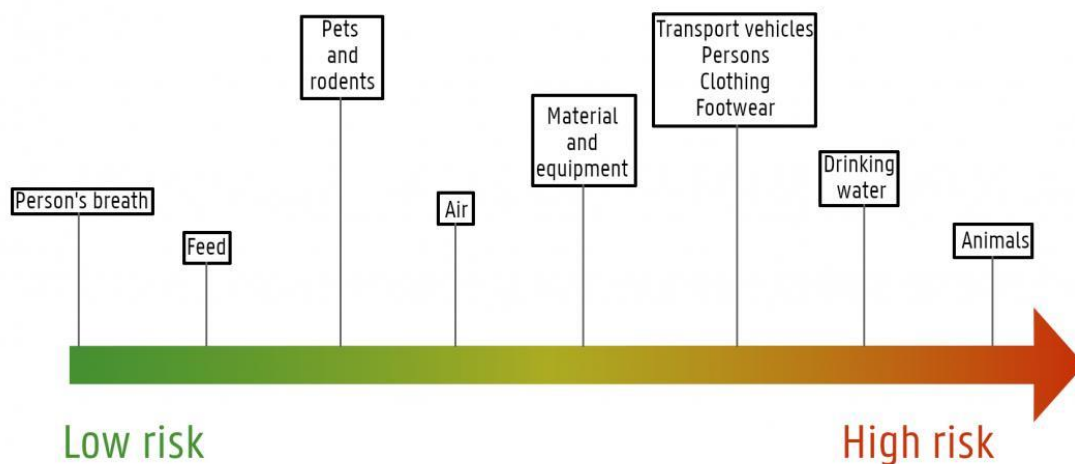 Person's breath
Feed
Pets
and
rodents
Air
Material
and
equipment
Transport vehicles
Persons
Clothing
Footwear
Drinking
water
Animals
Low risk
High risk